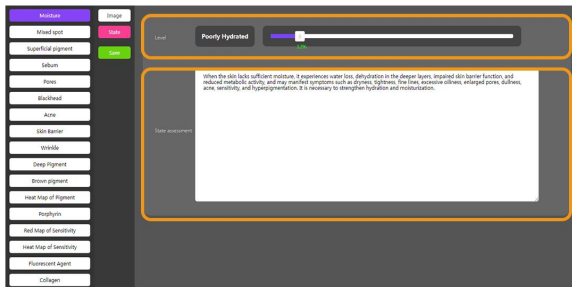 Moisture
Mixed spot
Superficial pigment
Sebum
Pores
Blackhead
Acne
Skin Barrier
Wrinkle
Deep Pigment
Brown pigment
Heat Map of Pigment
Porphyrin
Red Map of Sensitivity
Heat Map of Sensitivity
Fluorescent Agent
Collagen
Image
State
Save
Level
Poorly Hydrated
12%
State assessment
When the skin lacks sufficient moisture, it experiences water loss, dehydration in the deeper layers, impaired skin barrier function, and
reduced metabolic activity, and may manifest symptoms such as dryness, tightness, fine lines, excessive oiliness, enlarged pores, dullness,
acne, sensitivity, and hyperpigmentation. It is necessary to strengthen hydration and moisturization.